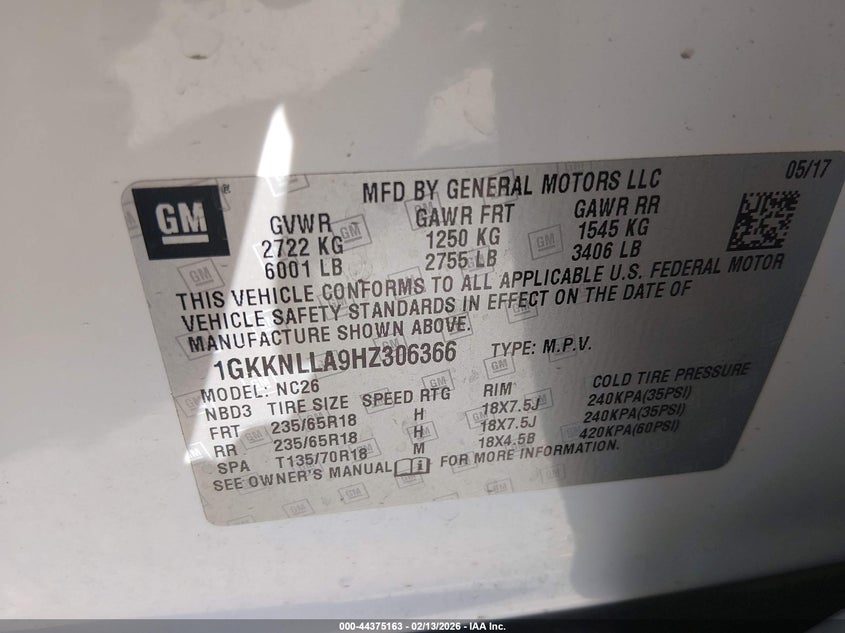 MFD BY GENERAL MOTORS LLC
05/17
GM®
GVWR GAWR FRT GAWR RR
2722 KG 1250 KG 1545 KG
6001 LB 2755 LB 3406 LB
THIS VEHICLE CONFORMS TO ALL APPLICABLE U.S. FEDERAL MOTOR
VEHICLE SAFETY STANDARDS IN EFFECT ON THE DATE OF
MANUFACTURE SHOWN ABOVE.
1GKKNLLA9HZ306366 TYPE: M.P.V.
MODEL: NC26
NBD3 TIRE SIZE SPEED RTG RIM COLD TIRE PRESSURE
FRT 235/65R18 H 18X7.5J 240KPA(35PSI)
RR 235/65R18 H 18X7.5J 240KPA(35PSI)
SPA T135/70R18 M 18X4.5B 420KPA(60PSI)
SEE OWNER'S MANUAL FOR MORE INFORMATION.
000-44375163 - 02/13/2026 - IAA Inc.